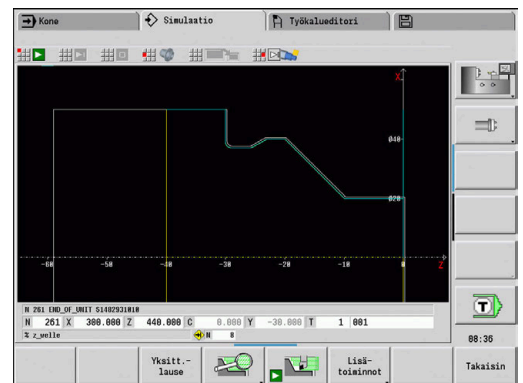 Kone Simulaatio Työkalueditori
X
Ø40
Ø20
-60 -50 -40 -30 -20 -10 0 Z
N 261 END_OF_UNIT S1402931010
N 261 X 300.000 Z 440.000 C 0.000 Y -30.000 T 1 001
% z_welle N 0
T
08:36
Yksitt.-
lause
Lisä-
toiminnot
Takaisin